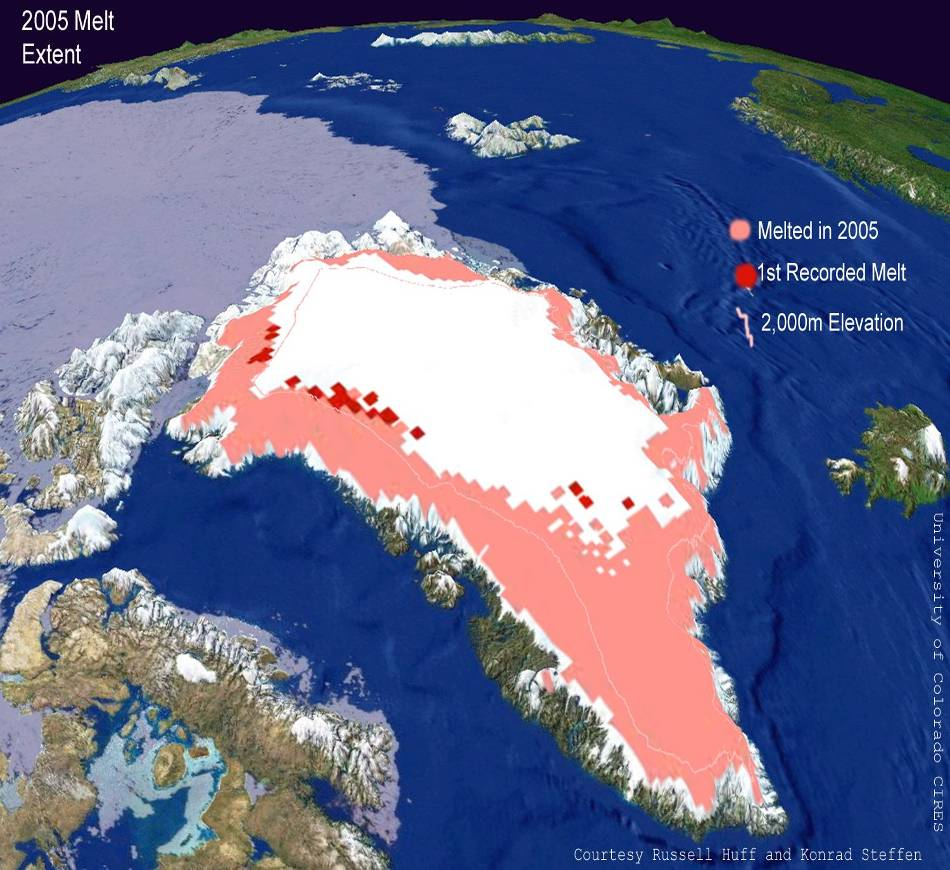 2005 Melt
Extent
Melted in 2005
1st Recorded Melt
2,000m Elevation
University of Colorado CIRES
Courtesy Russell Huff and Konrad Steffen